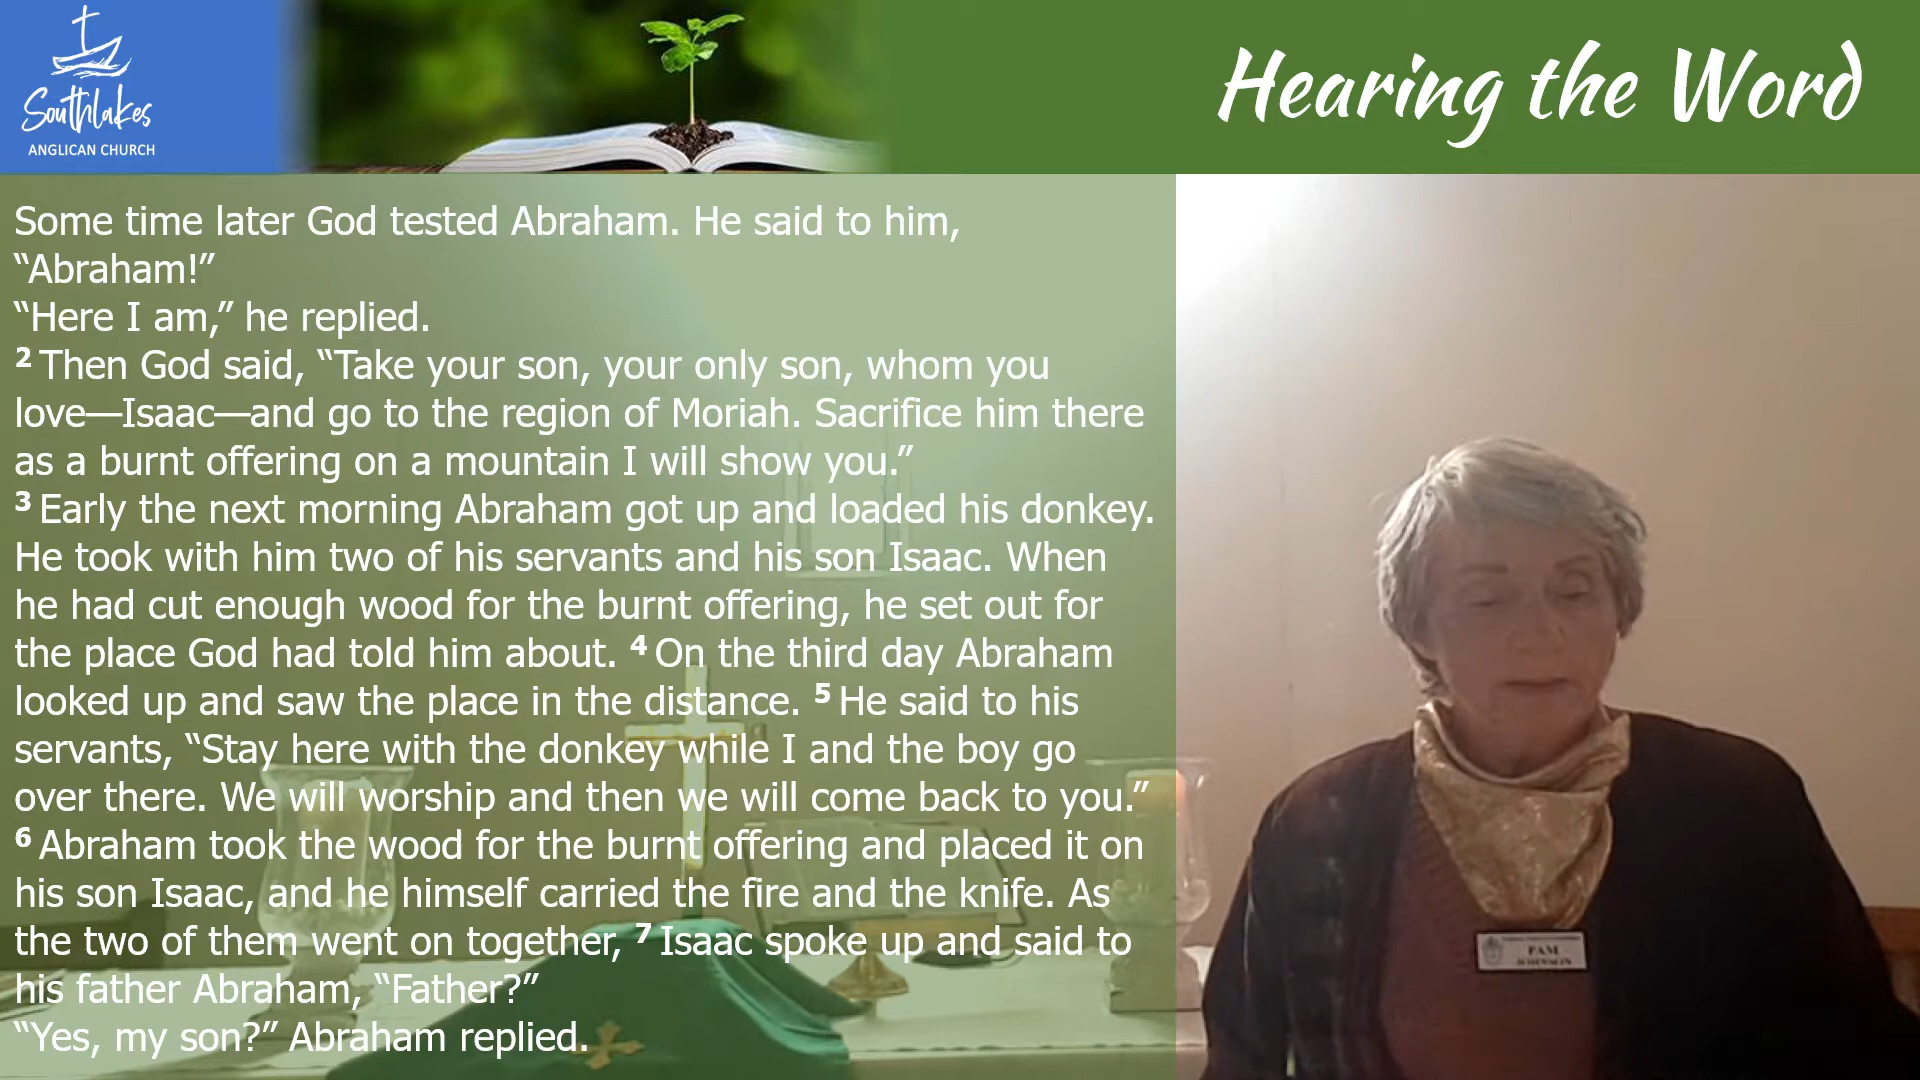 Southlakes
ANGLICAN CHURCH
Hearing the Word
Some time later God tested Abraham. He said to him,
“Abraham!”
“Here I am,” he replied.
2 Then God said, “Take your son, your only son, whom you
love—Isaac—and go to the region of Moriah. Sacrifice him there
as a burnt offering on a mountain I will show you.”
3 Early the next morning Abraham got up and loaded his donkey.
He took with him two of his servants and his son Isaac. When
he had cut enough wood for the burnt offering, he set out for
the place God had told him about. 4 On the third day Abraham
looked up and saw the place in the distance. 5 He said to his
servants, “Stay here with the donkey while I and the boy go
over there. We will worship and then we will come back to you.”
6 Abraham took the wood for the burnt offering and placed it on
his son Isaac, and he himself carried the fire and the knife. As
the two of them went on together, 7 Isaac spoke up and said to
his father Abraham, “Father?”
“Yes, my son?” Abraham replied.
PAM
JOHNSON